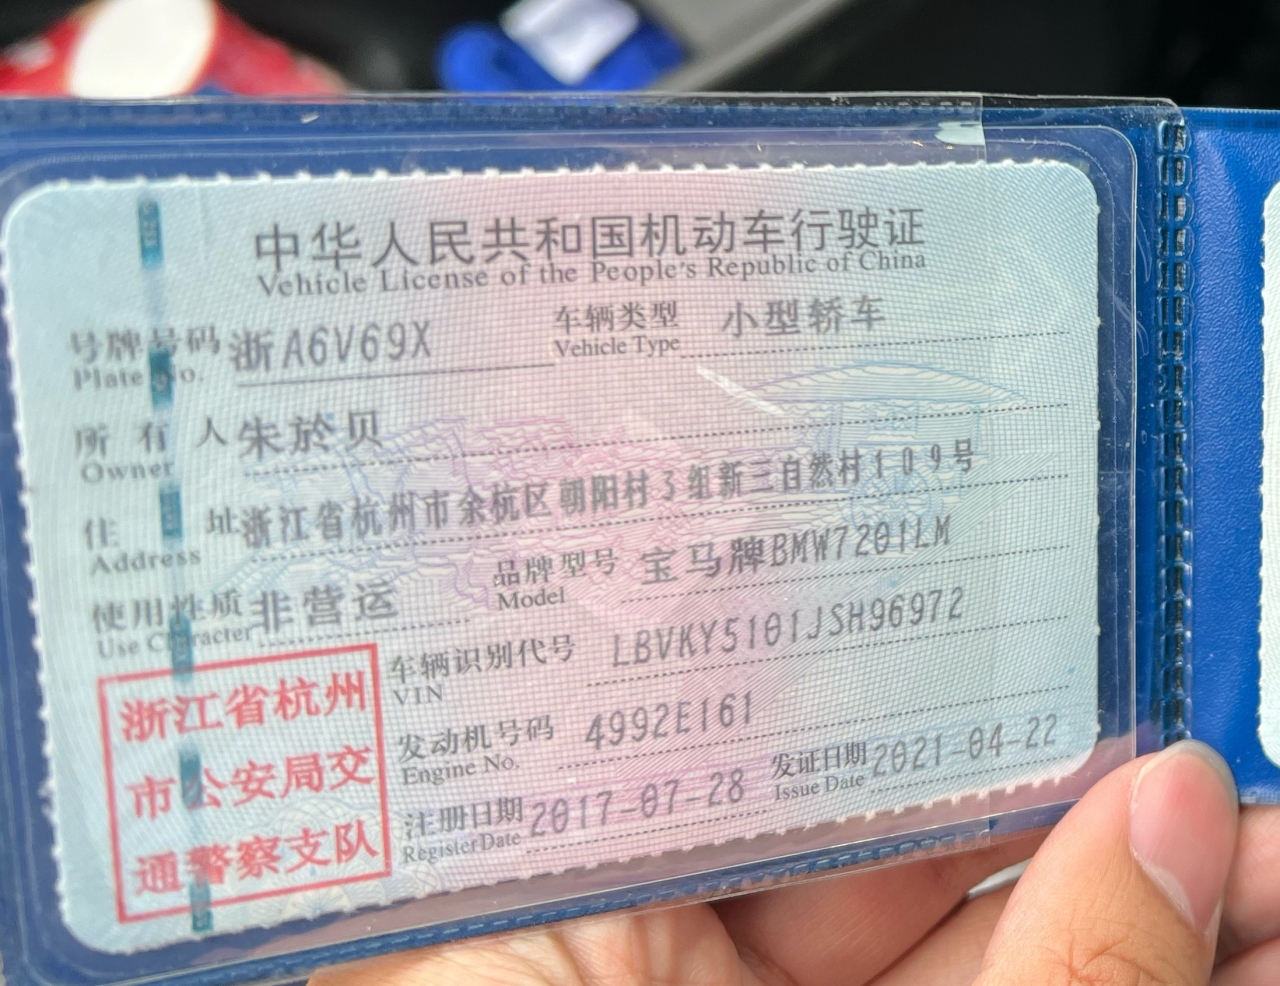 中华人民共和国机动车行驶证
Vehicle License of the People's Republic of China
号牌号码 浙A6V69X 车辆类型 小型轿车
Plate No. Vehicle Type
所有人 朱於贝
Owner
住址 浙江省杭州市余杭区朝阳村3组新三自然村109号
Address
使用性质 非营运 品牌型号 宝马牌BMW7201LM
Use Character Model
车辆识别代号 LBVKY5101JSH96972
VIN
发动机号码 4992E161
Engine No.
注册日期 2017-07-28 发证日期 2021-04-22
Register Date Issue Date
浙江省杭州
市公安局交
通警察支队